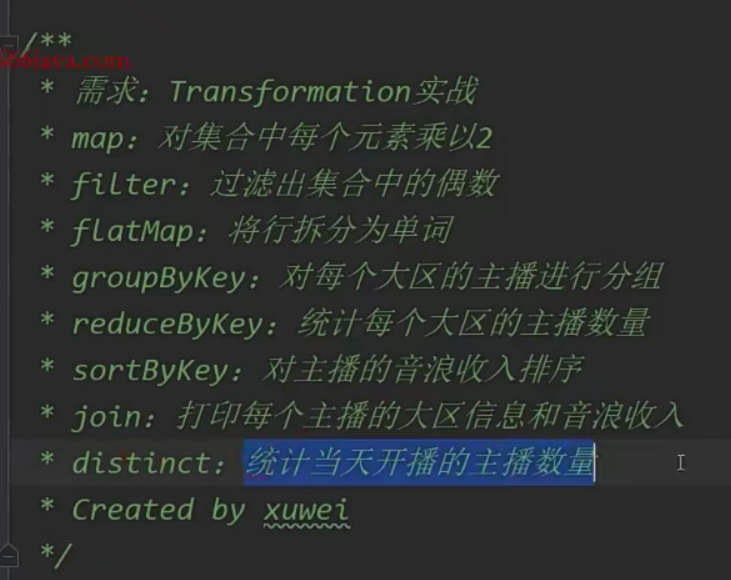 /**
* 需求：Transformation实战
* map：对集合中每个元素乘以2
* filter：过滤出集合中的偶数
* flatMap：将行拆分为单词
* groupByKey：对每个大区的主播进行分组
* reduceByKey：统计每个大区的主播数量
* sortByKey：对主播的音浪收入排序
* join：打印每个主播的大区信息和音浪收入
* distinct：统计当天开播的主播数量
* Created by xuwei
*/